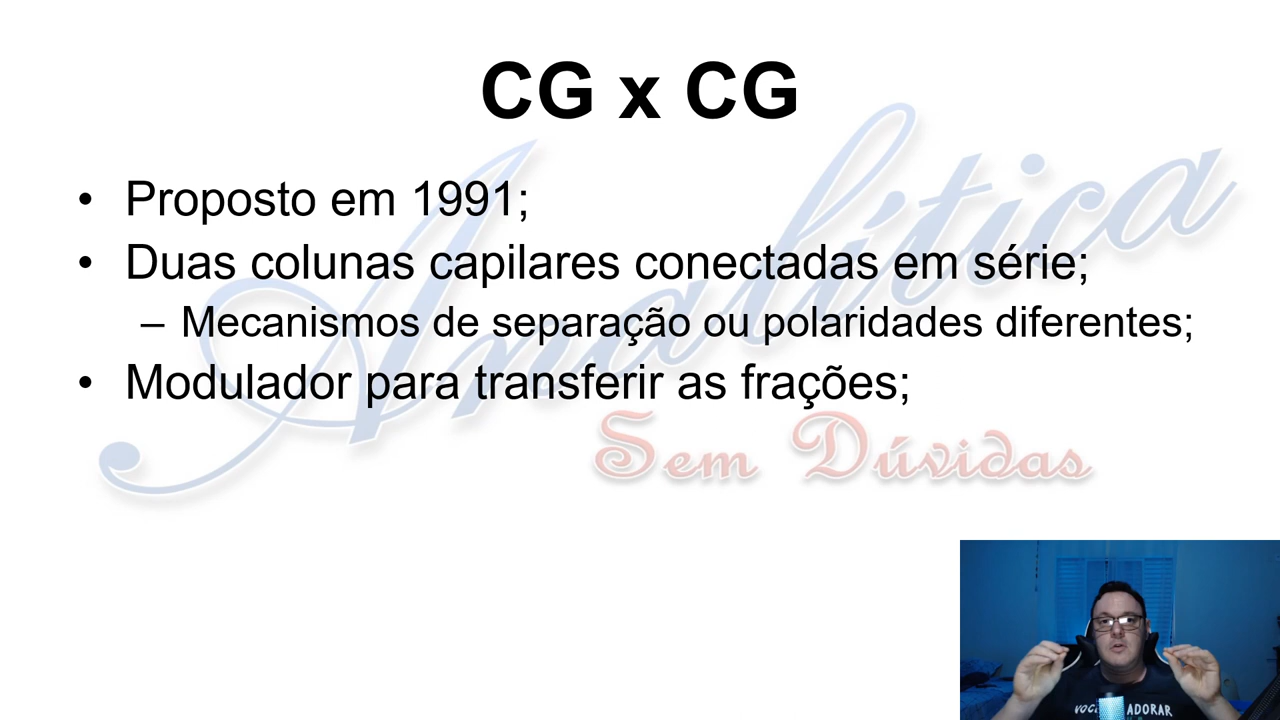 CG x CG
• Proposto em 1991;
• Duas colunas capilares conectadas em série;
– Mecanismos de separação ou polaridades diferentes;
• Modulador para transferir as frações;
Analítica
Sem Dúvidas
ADORAR